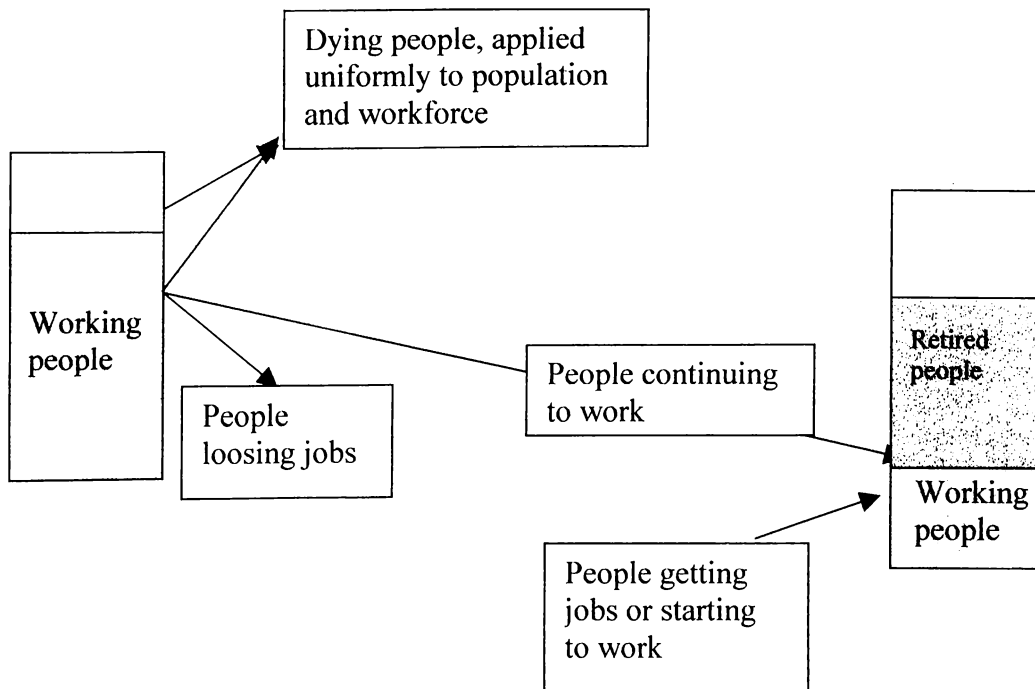 Dying people, applied
uniformly to population
and workforce
Working
people
Retired
people
People continuing
to work
People
loosing jobs
Working
people
People getting
jobs or starting
to work